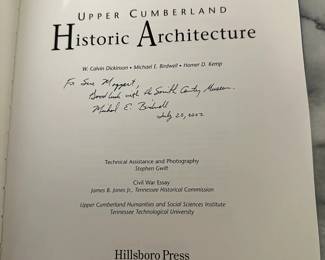 UPPER CUMBERLAND
Historic Architecture
W. Calvin Dickinson • Michael E. Birdwell • Homer D. Kemp
For Sue Maggart,
Good luck with the Smith County Museum.
Michael E. Birdwell
July 20, 2002
Technical Assistance and Photography
Stephen Gwilt
Civil War Essay
James B. Jones Jr., Tennessee Historical Commission
Upper Cumberland Humanities and Social Sciences Institute
Tennessee Technological University
Hillsboro Press